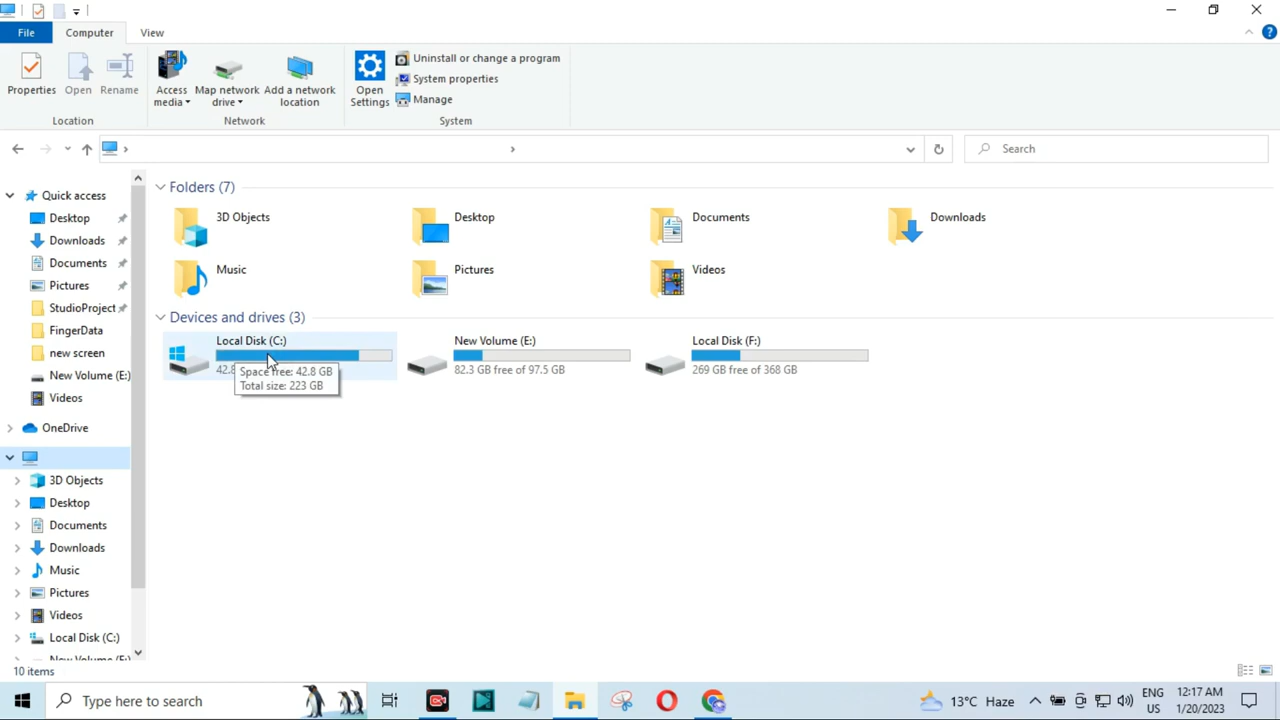 File Computer View
Properties Open Rename Access media Map network drive Add a network location Open Settings Uninstall or change a program
System properties
Manage
Location Network System
Search
Quick access
Desktop
Downloads
Documents
Pictures
StudioProject
FingerData
new screen
New Volume (E:)
Videos
OneDrive
3D Objects
Desktop
Documents
Downloads
Music
Pictures
Videos
Local Disk (C:)
New Volume (E:)
Folders (7)
3D Objects Desktop Documents Downloads
Music Pictures Videos
Devices and drives (3)
Local Disk (C:) New Volume (E:) Local Disk (F:)
42.8 82.3 GB free of 97.5 GB 269 GB free of 368 GB
Space free: 42.8 GB
Total size: 223 GB
10 items
Type here to search 13°C Haze ENG US 12:17 AM 1/20/2023